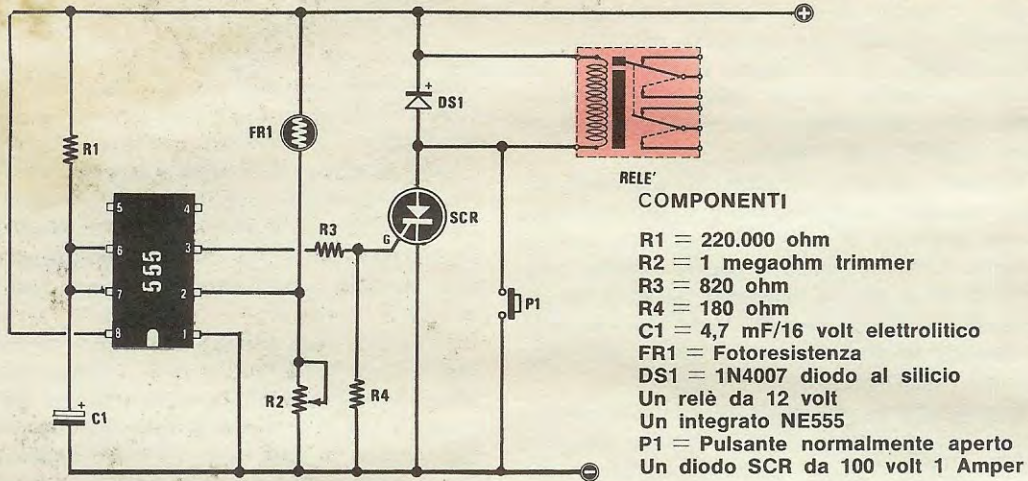 +
+
DS1
FR1
R1
RELE'
SCR
G
R3
5
4
6
3
7
2
8
1
555
P1
R2
R4
+
C1
-
COMPONENTI
R1 = 220.000 ohm
R2 = 1 megaohm trimmer
R3 = 820 ohm
R4 = 180 ohm
C1 = 4,7 mF/16 volt elettrolitico
FR1 = Fotoresistenza
DS1 = 1N4007 diodo al silicio
Un relè da 12 volt
Un integrato NE555
P1 = Pulsante normalmente aperto
Un diodo SCR da 100 volt 1 Amper